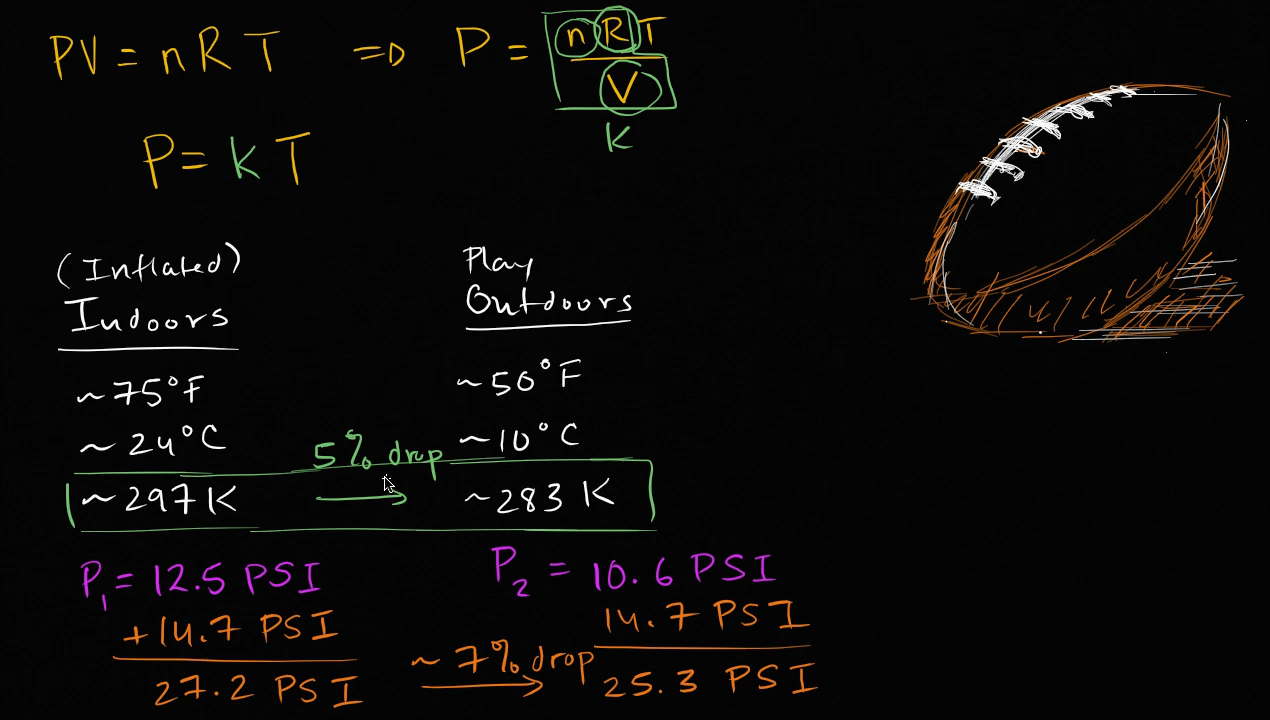 PV = nRT ⇒ P = nRT/V
k
P = kT
(Inflated) Indoors
Play Outdoors
~75°F
~50°F
~24°C
~10°C
5% drop
~297K
~283 K
P₁ = 12.5 PSI
P₂ = 10.6 PSI
+14.7 PSI
14.7 PSI
~7% drop
27.2 PSI
25.3 PSI